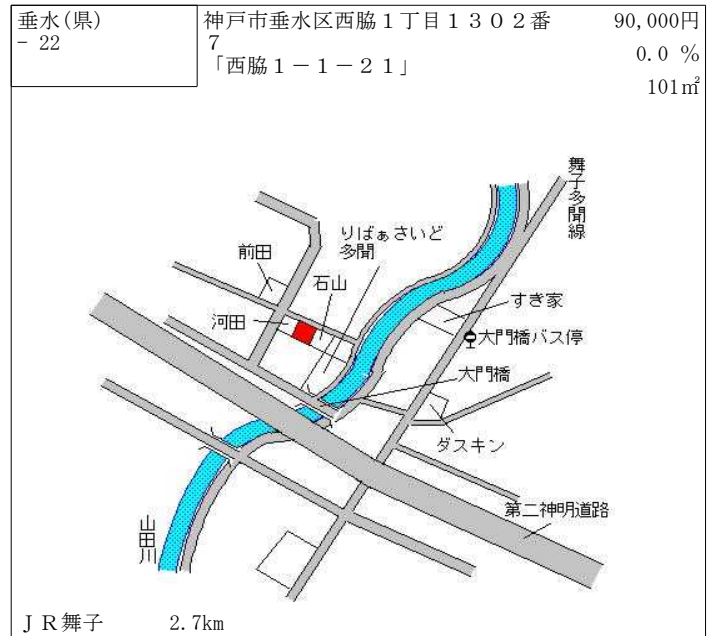 垂水(県)
- 22
神戸市垂水区西脇１丁目１３０２番
7
「西脇１－１－２１」
90,000円
0.0 %
101㎡
舞子多聞線
りばぁさいど
多聞
前田
石山
河田
すき家
大門橋バス停
大門橋
ダスキン
第二神明道路
山田川
ＪＲ舞子 2.7km